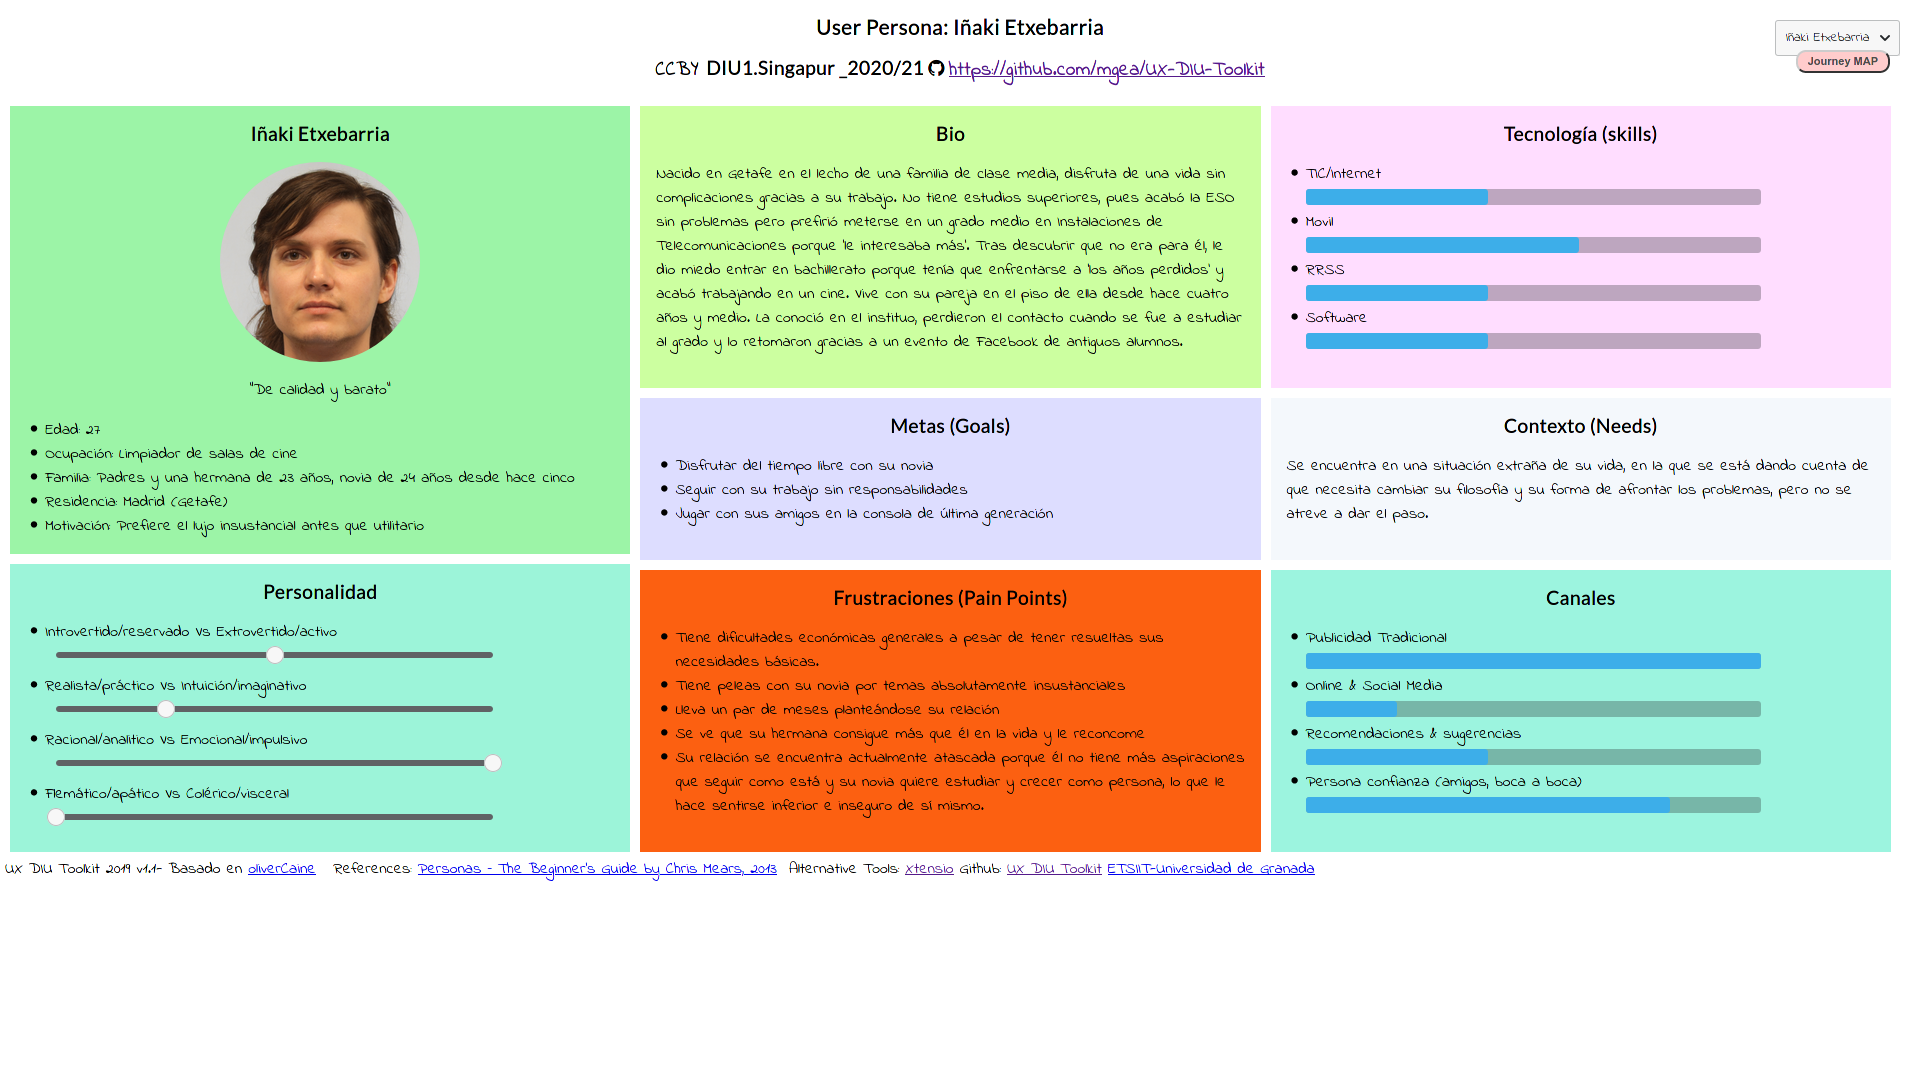 User Persona: Iñaki Etxebarria
Iñaki Etxebarria
CCBY DIU1.Singapur _2020/21 https://github.com/mgea/UX-DIU-Toolkit
Journey MAP
Iñaki Etxebarria
"De calidad y barato"
Edad: 27
Ocupación: Limpiador de salas de cine
Familia: Padres y una hermana de 23 años, novia de 24 años desde hace cinco
Residencia: Madrid (Getafe)
Motivación: Prefiere el lujo insustancial antes que utilitario
Personalidad
Introvertido/reservado Vs Extrovertido/activo
Realista/práctico Vs Intuición/imaginativo
Racional/analitico Vs Emocional/impulsivo
Flemático/apático Vs Colérico/visceral
Bio
Nacido en Getafe en el lecho de una familia de clase media, disfruta de una vida sin
complicaciones gracias a su trabajo. No tiene estudios superiores, pues acabó la ESO
sin problemas pero prefirió meterse en un grado medio en Instalaciones de
Telecomunicaciones porque 'le interesaba más'. Tras descubrir que no era para él, le
dio miedo entrar en bachillerato porque tenía que enfrentarse a 'los años perdidos' y
acabó trabajando en un cine. Vive con su pareja en el piso de ella desde hace cuatro
años y medio. La conoció en el instituo, perdieron el contacto cuando se fue a estudiar
al grado y lo retomaron gracias a un evento de Facebook de antiguos alumnos.
Metas (Goals)
Disfrutar del tiempo libre con su novia
Seguir con su trabajo sin responsabilidades
Jugar con sus amigos en la consola de última generación
Frustraciones (Pain Points)
Tiene dificultades económicas generales a pesar de tener resueltas sus
necesidades básicas.
Tiene peleas con su novia por temas absolutamente insustanciales
Lleva un par de meses planteándose su relación
Se ve que su hermana consigue más que él en la vida y le reconcome
Su relación se encuentra actualmente atascada porque él no tiene más aspiraciones
que seguir como está y su novia quiere estudiar y crecer como persona, lo que le
hace sentirse inferior e inseguro de sí mismo.
Tecnología (skills)
TIC/Internet
Movil
RRSS
Software
Contexto (Needs)
Se encuentra en una situación extraña de su vida, en la que se está dando cuenta de
que necesita cambiar su filosofía y su forma de afrontar los problemas, pero no se
atreve a dar el paso.
Canales
Publicidad Tradicional
Online & Social Media
Recomendaciones & sugerencias
Persona confianza (amigos, boca a boca)
UX DIU Toolkit 2019 v1.1- Basado en oliverCaine References: Personas - The Beginner's Guide by Chris Mears, 2013 Alternative Tools: Xtensio Github: UX DIU Toolkit ETSIIT-Universidad de Granada